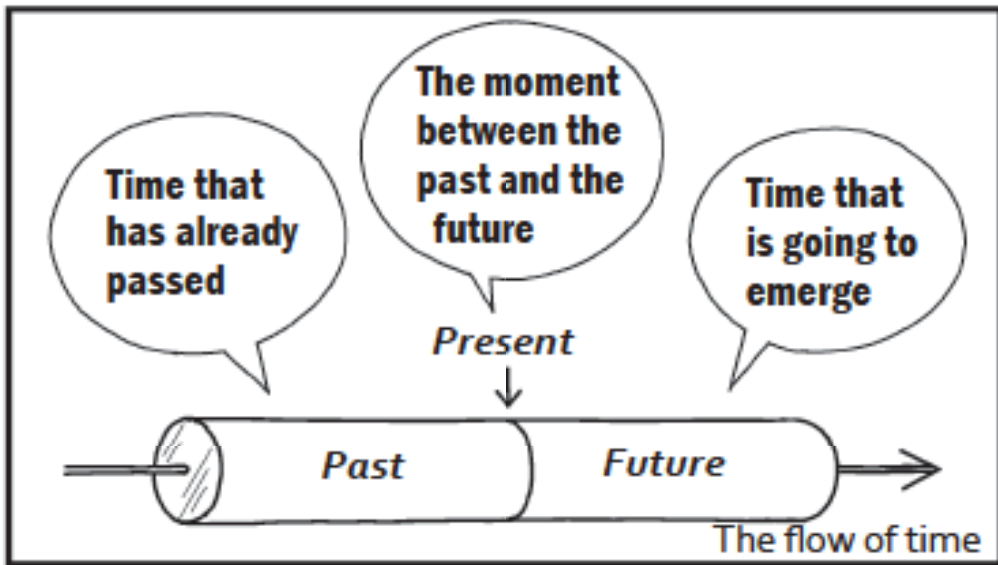 The moment
between the
past and the
future
Time that
has already
passed
Time that
is going to
emerge
Present
Past
Future
The flow of time